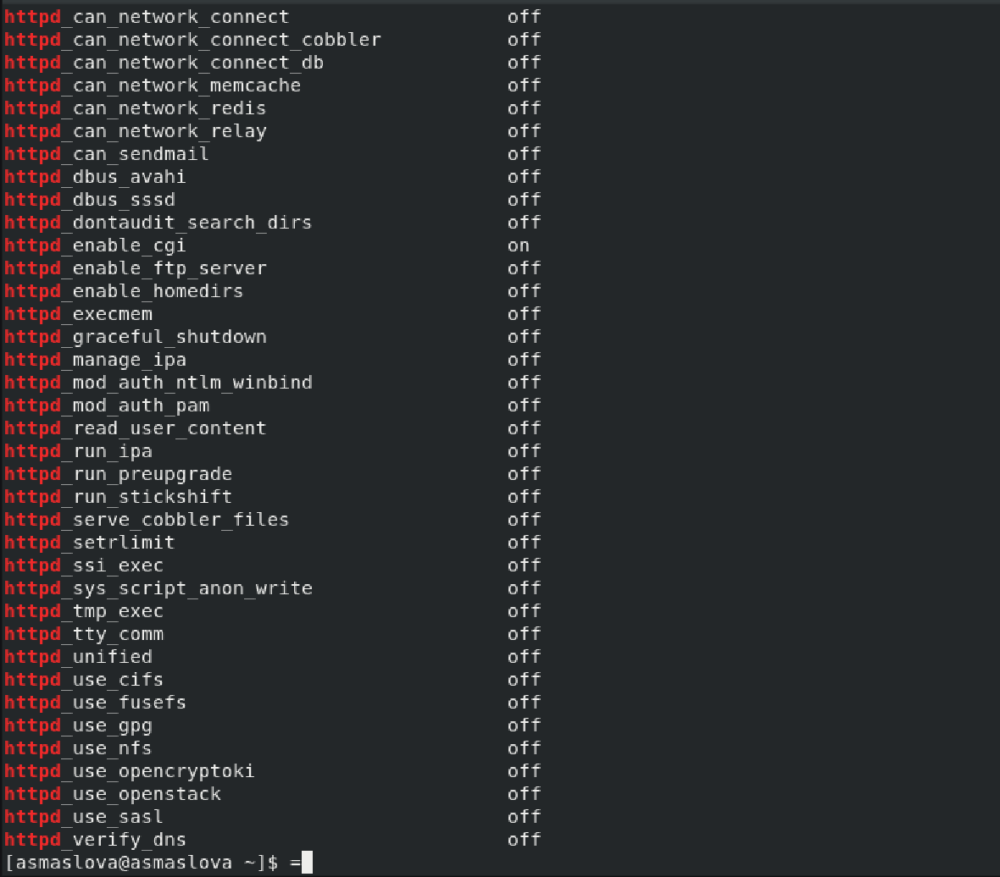 httpd_can_network_connect off
httpd_can_network_connect_cobbler off
httpd_can_network_connect_db off
httpd_can_network_memcache off
httpd_can_network_redis off
httpd_can_network_relay off
httpd_can_sendmail off
httpd_dbus_avahi off
httpd_dbus_sssd off
httpd_dontaudit_search_dirs off
httpd_enable_cgi on
httpd_enable_ftp_server off
httpd_enable_homedirs off
httpd_execmem off
httpd_graceful_shutdown off
httpd_manage_ipa off
httpd_mod_auth_ntlm_winbind off
httpd_mod_auth_pam off
httpd_read_user_content off
httpd_run_ipa off
httpd_run_preupgrade off
httpd_run_stickshift off
httpd_serve_cobbler_files off
httpd_setrlimit off
httpd_ssi_exec off
httpd_sys_script_anon_write off
httpd_tmp_exec off
httpd_tty_comm off
httpd_unified off
httpd_use_cifs off
httpd_use_fusefs off
httpd_use_gpg off
httpd_use_nfs off
httpd_use_opencryptoki off
httpd_use_openstack off
httpd_use_sasl off
httpd_verify_dns off
[asmaslova@asmaslova ~]$ =